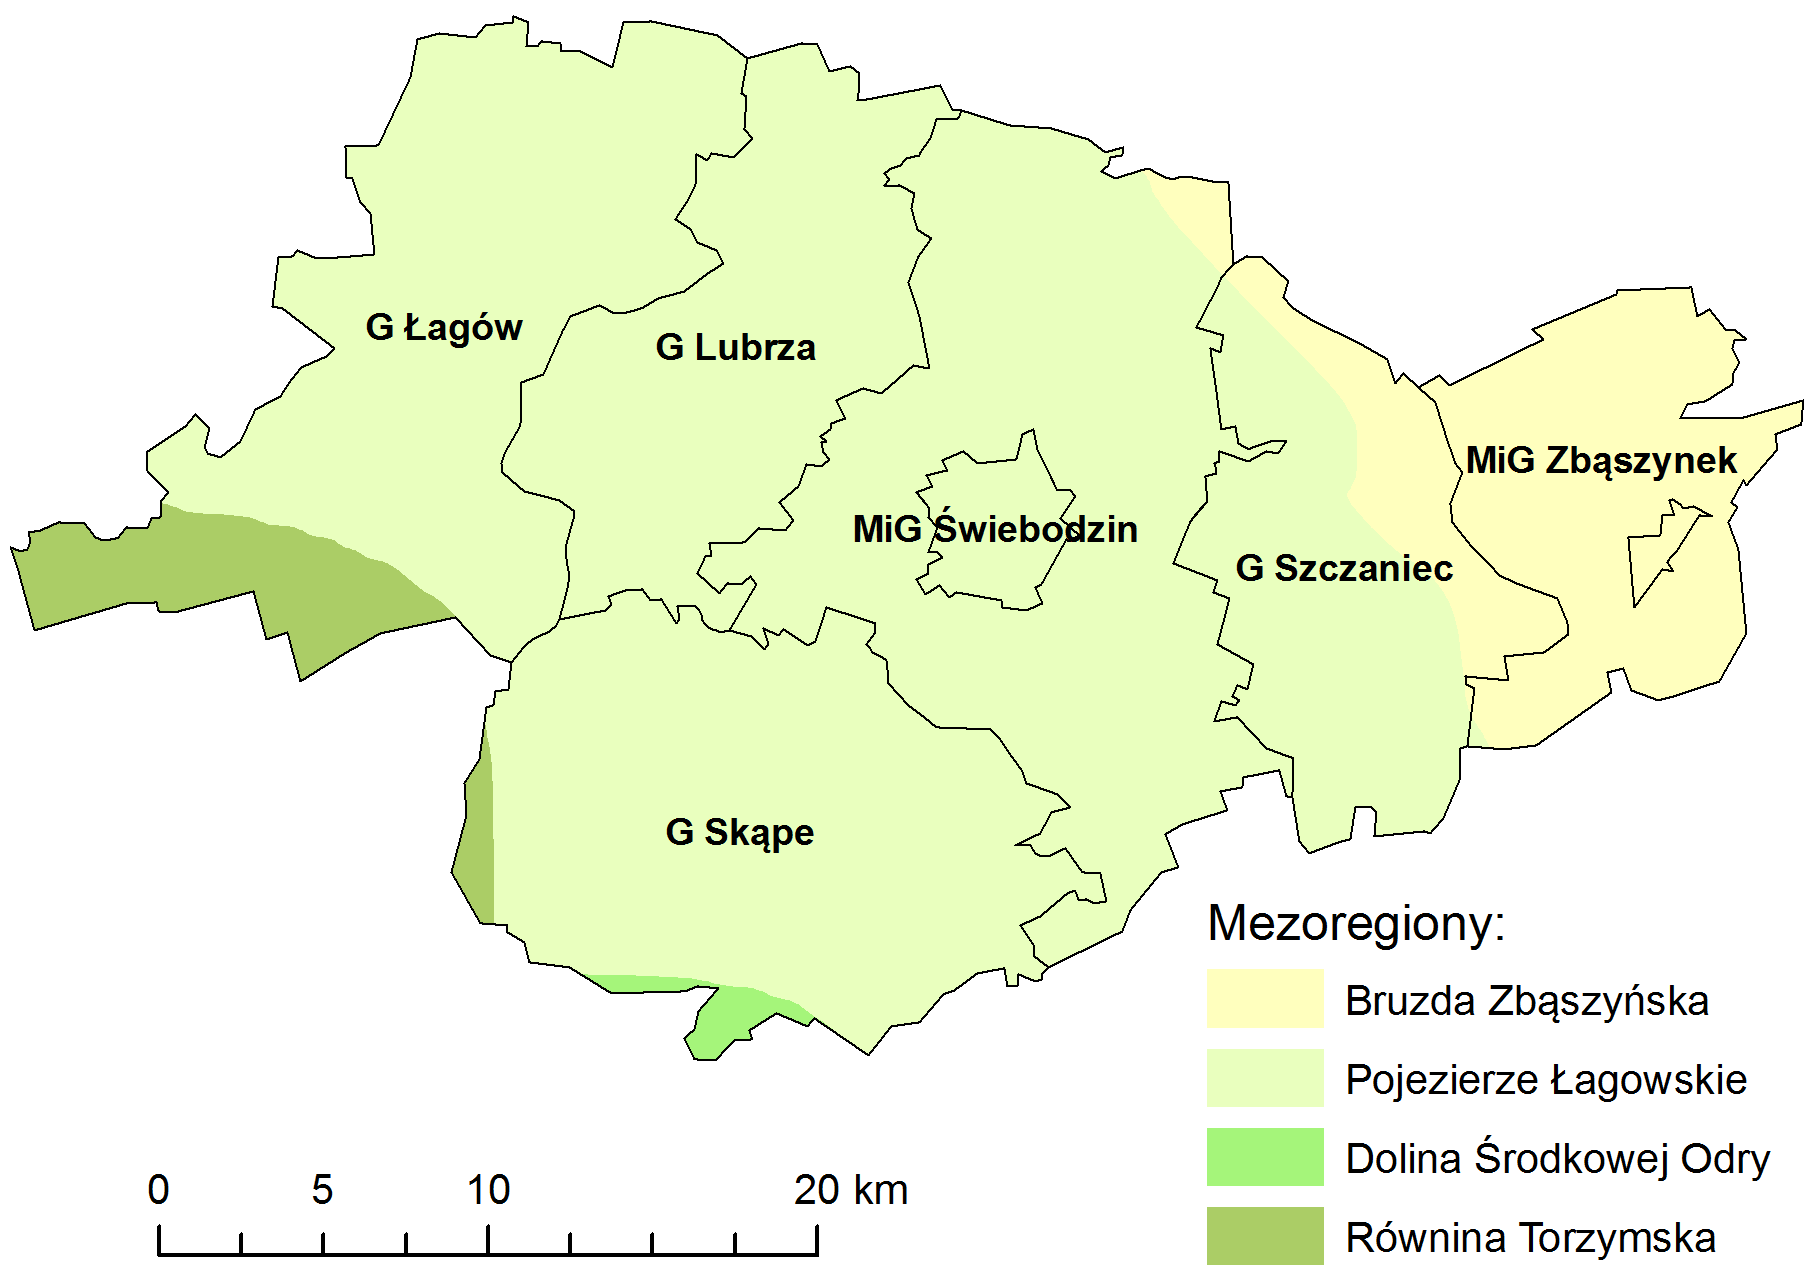 G Łagów
G Lubrza
MiG Zbąszynek
MiG Świebodzin
G Szczaniec
G Skąpe
Mezoregiony:
Bruzda Zbąszyńska
Pojezierze Łagowskie
Dolina Środkowej Odry
Równina Torzymska
0 5 10 20 km